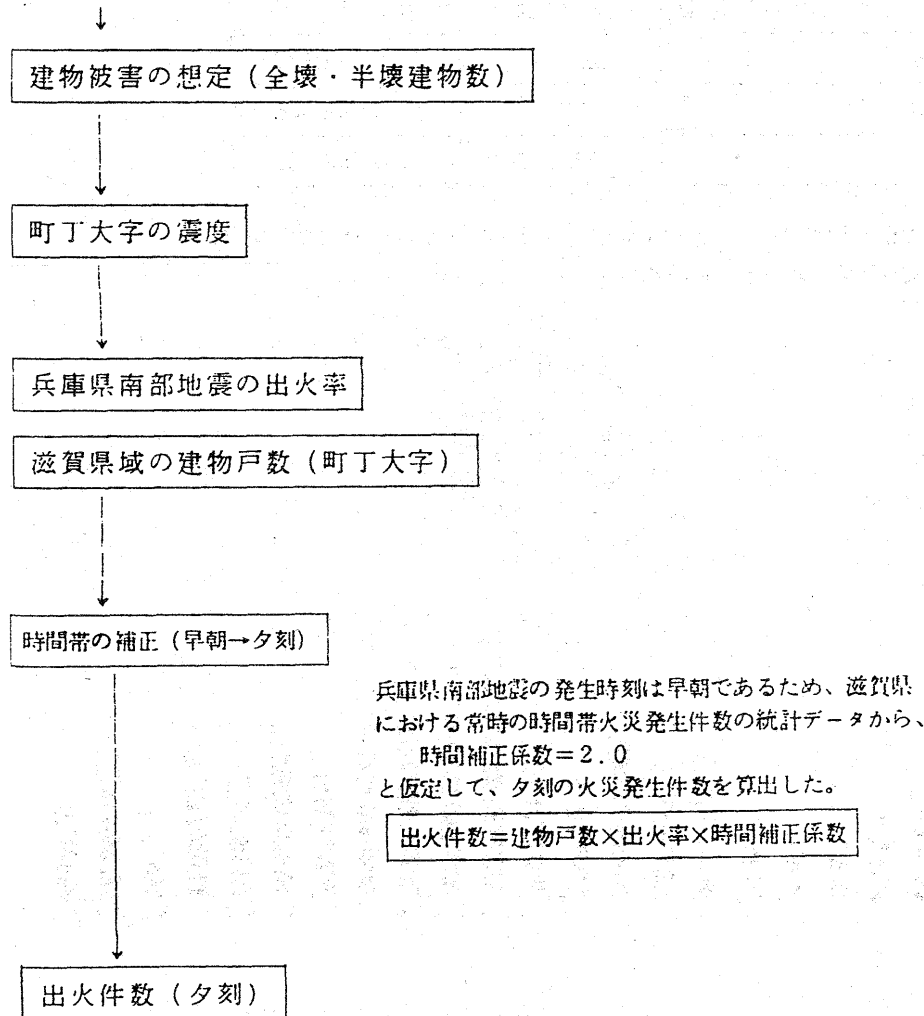 建物被害の想定（全壊・半壊建物数）
町丁大字の震度
兵庫県南部地震の出火率
滋賀県域の建物戸数（町丁大字）
時間帯の補正（早朝→夕刻）
兵庫県南部地震の発生時刻は早朝であるため、滋賀県
における常時の時間帯火災発生件数の統計データから、
時間補正係数＝２.０
と仮定して、夕刻の火災発生件数を算出した。
出火件数＝建物戸数×出火率×時間補正係数
出火件数（夕刻）